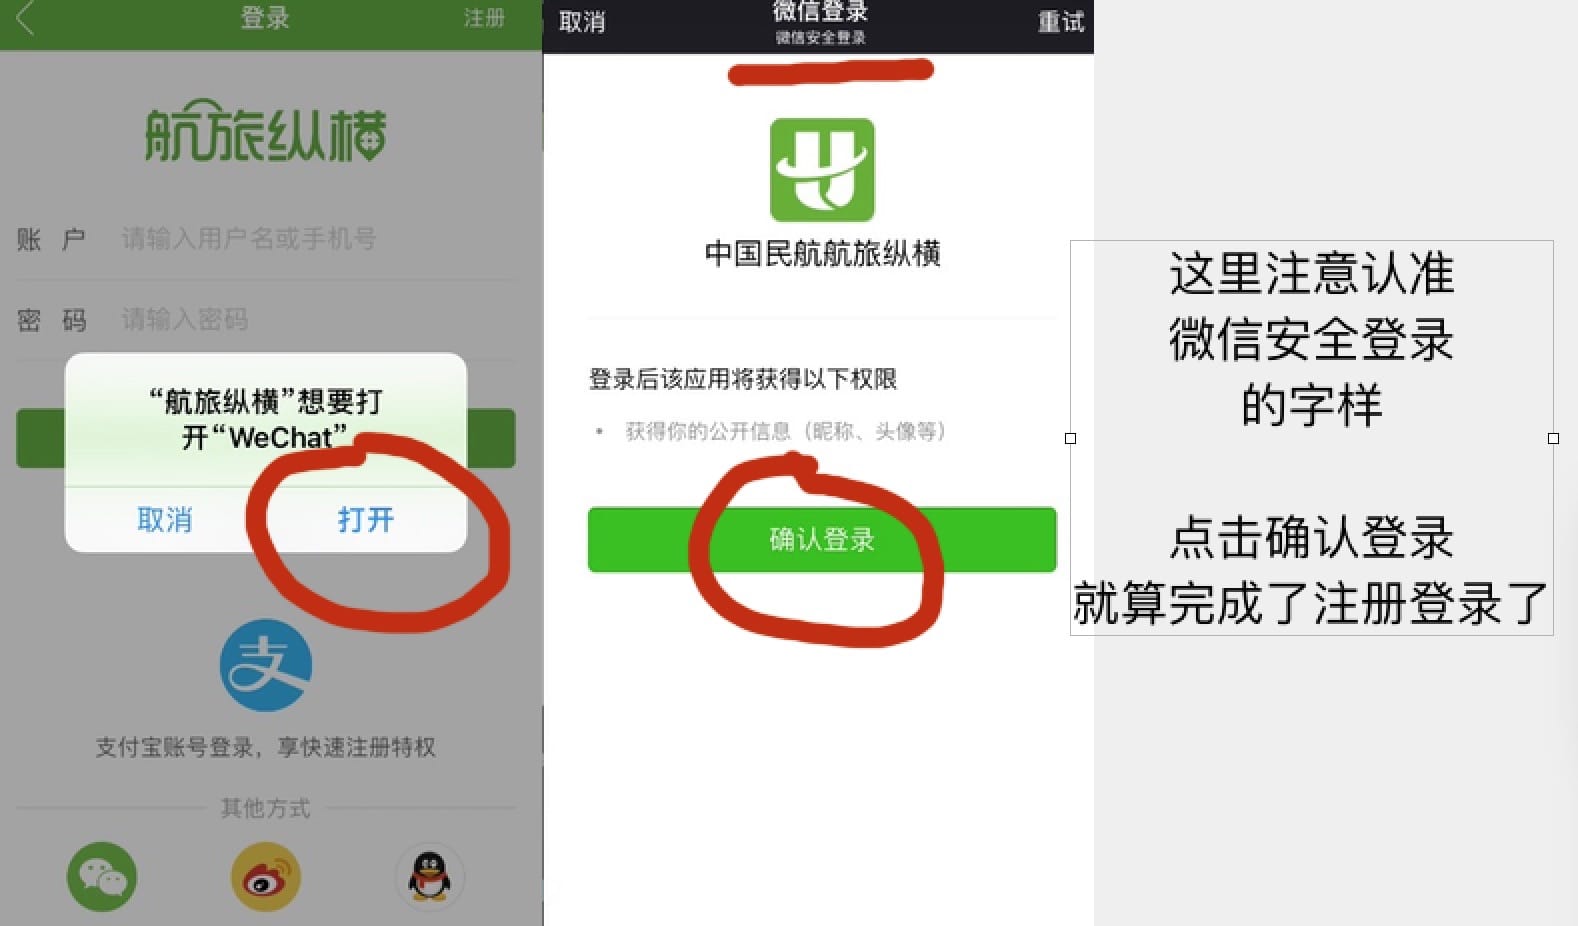 登录
注册
航旅纵横
账 户 请输入用户名或手机号
密 码 请输入密码
“航旅纵横”想要打
开“WeChat”
取消
打开
支
支付宝账号登录，享快速注册特权
其他方式
取消
微信登录
微信安全登录
重试
中国民航航旅纵横
登录后该应用将获得以下权限
• 获得你的公开信息（昵称、头像等）
确认登录
这里注意认准
微信安全登录
的字样
点击确认登录
就算完成了注册登录了